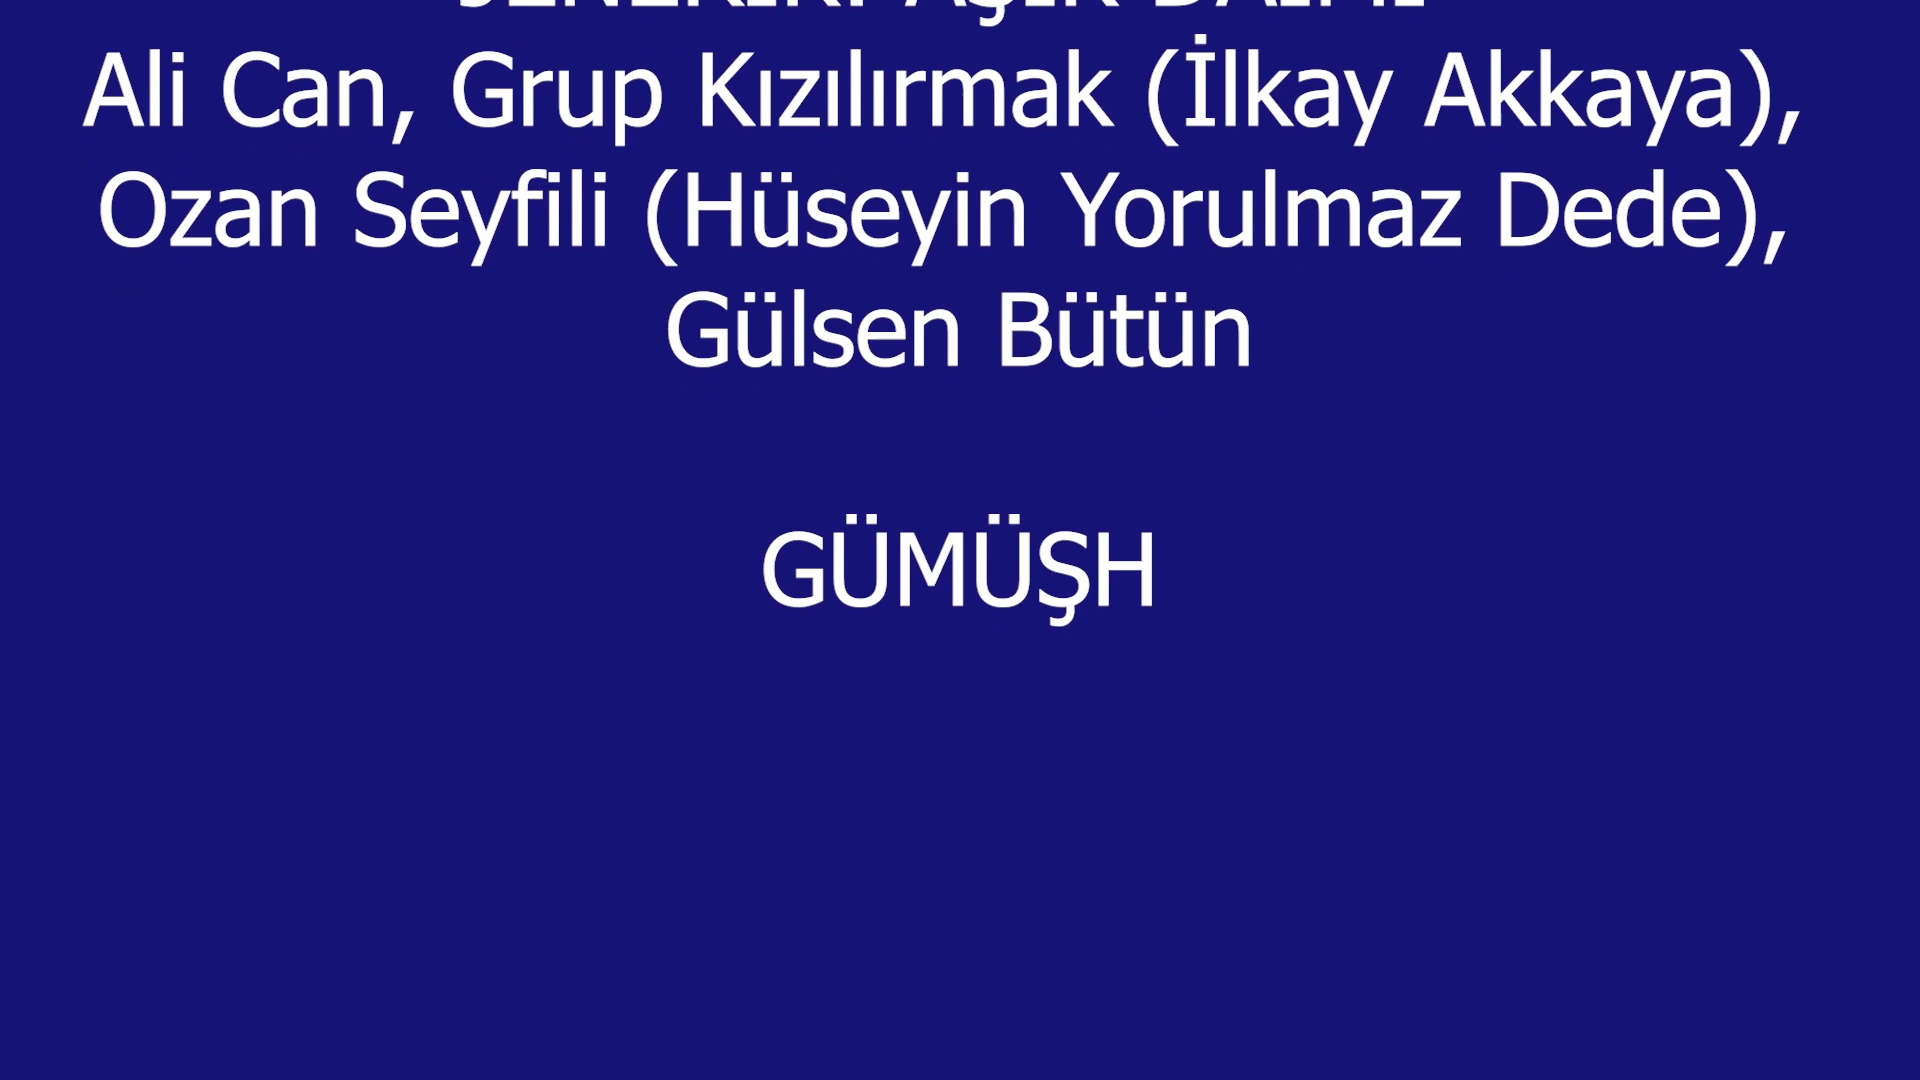 Ali Can, Grup Kızılırmak (İlkay Akkaya),
Ozan Seyfili (Hüseyin Yorulmaz Dede),
Gülsen Bütün
GÜMÜŞH